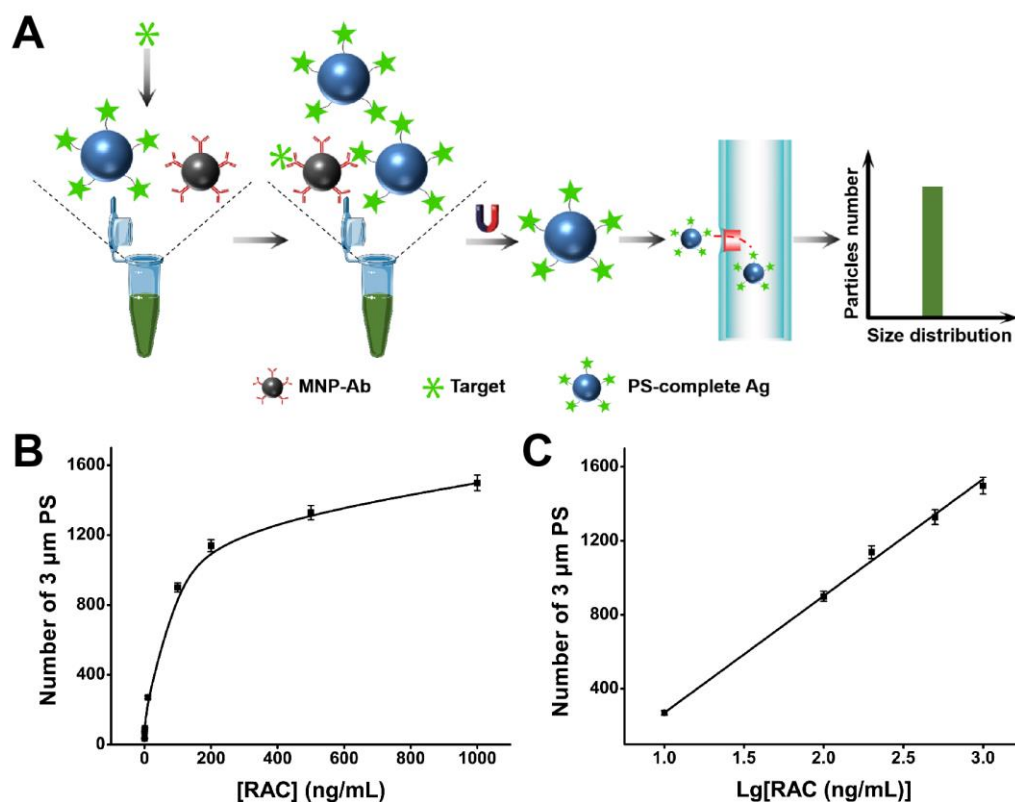 A
Particles number
Size distribution
MNP-Ab
Target
PS-complete Ag
B
Number of 3 μm PS
1600
1200
800
400
0
0
200
400
600
800
1000
[RAC] (ng/mL)
C
Number of 3 μm PS
1600
1200
800
400
1.0
1.5
2.0
2.5
3.0
Lg[RAC (ng/mL)]